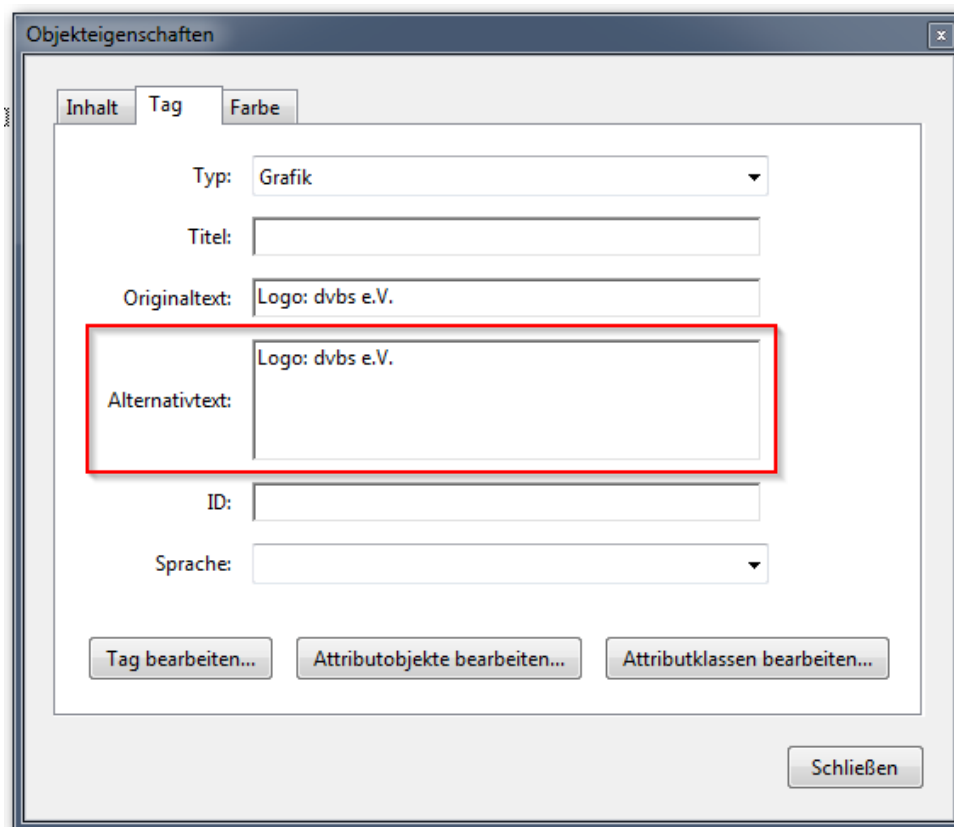 Objekteigenschaften
x
Inhalt Tag Farbe
Typ: Grafik
Titel:
Originaltext: Logo: dvbs e.V.
Alternativtext: Logo: dvbs e.V.
ID:
Sprache:
Tag bearbeiten... Attributobjekte bearbeiten... Attributklassen bearbeiten...
Schließen